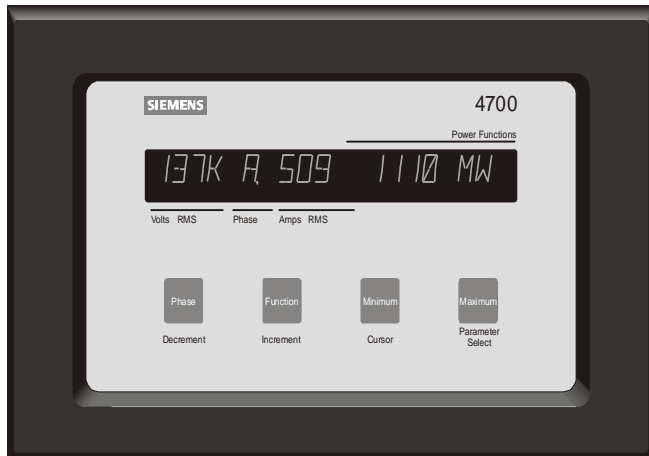 SIEMENS
4700
Power Functions
137K A, 509 1110 MW
Volts RMS Phase Amps RMS
Phase Function Minimum Maximum
Decrement Increment Cursor Parameter
Select